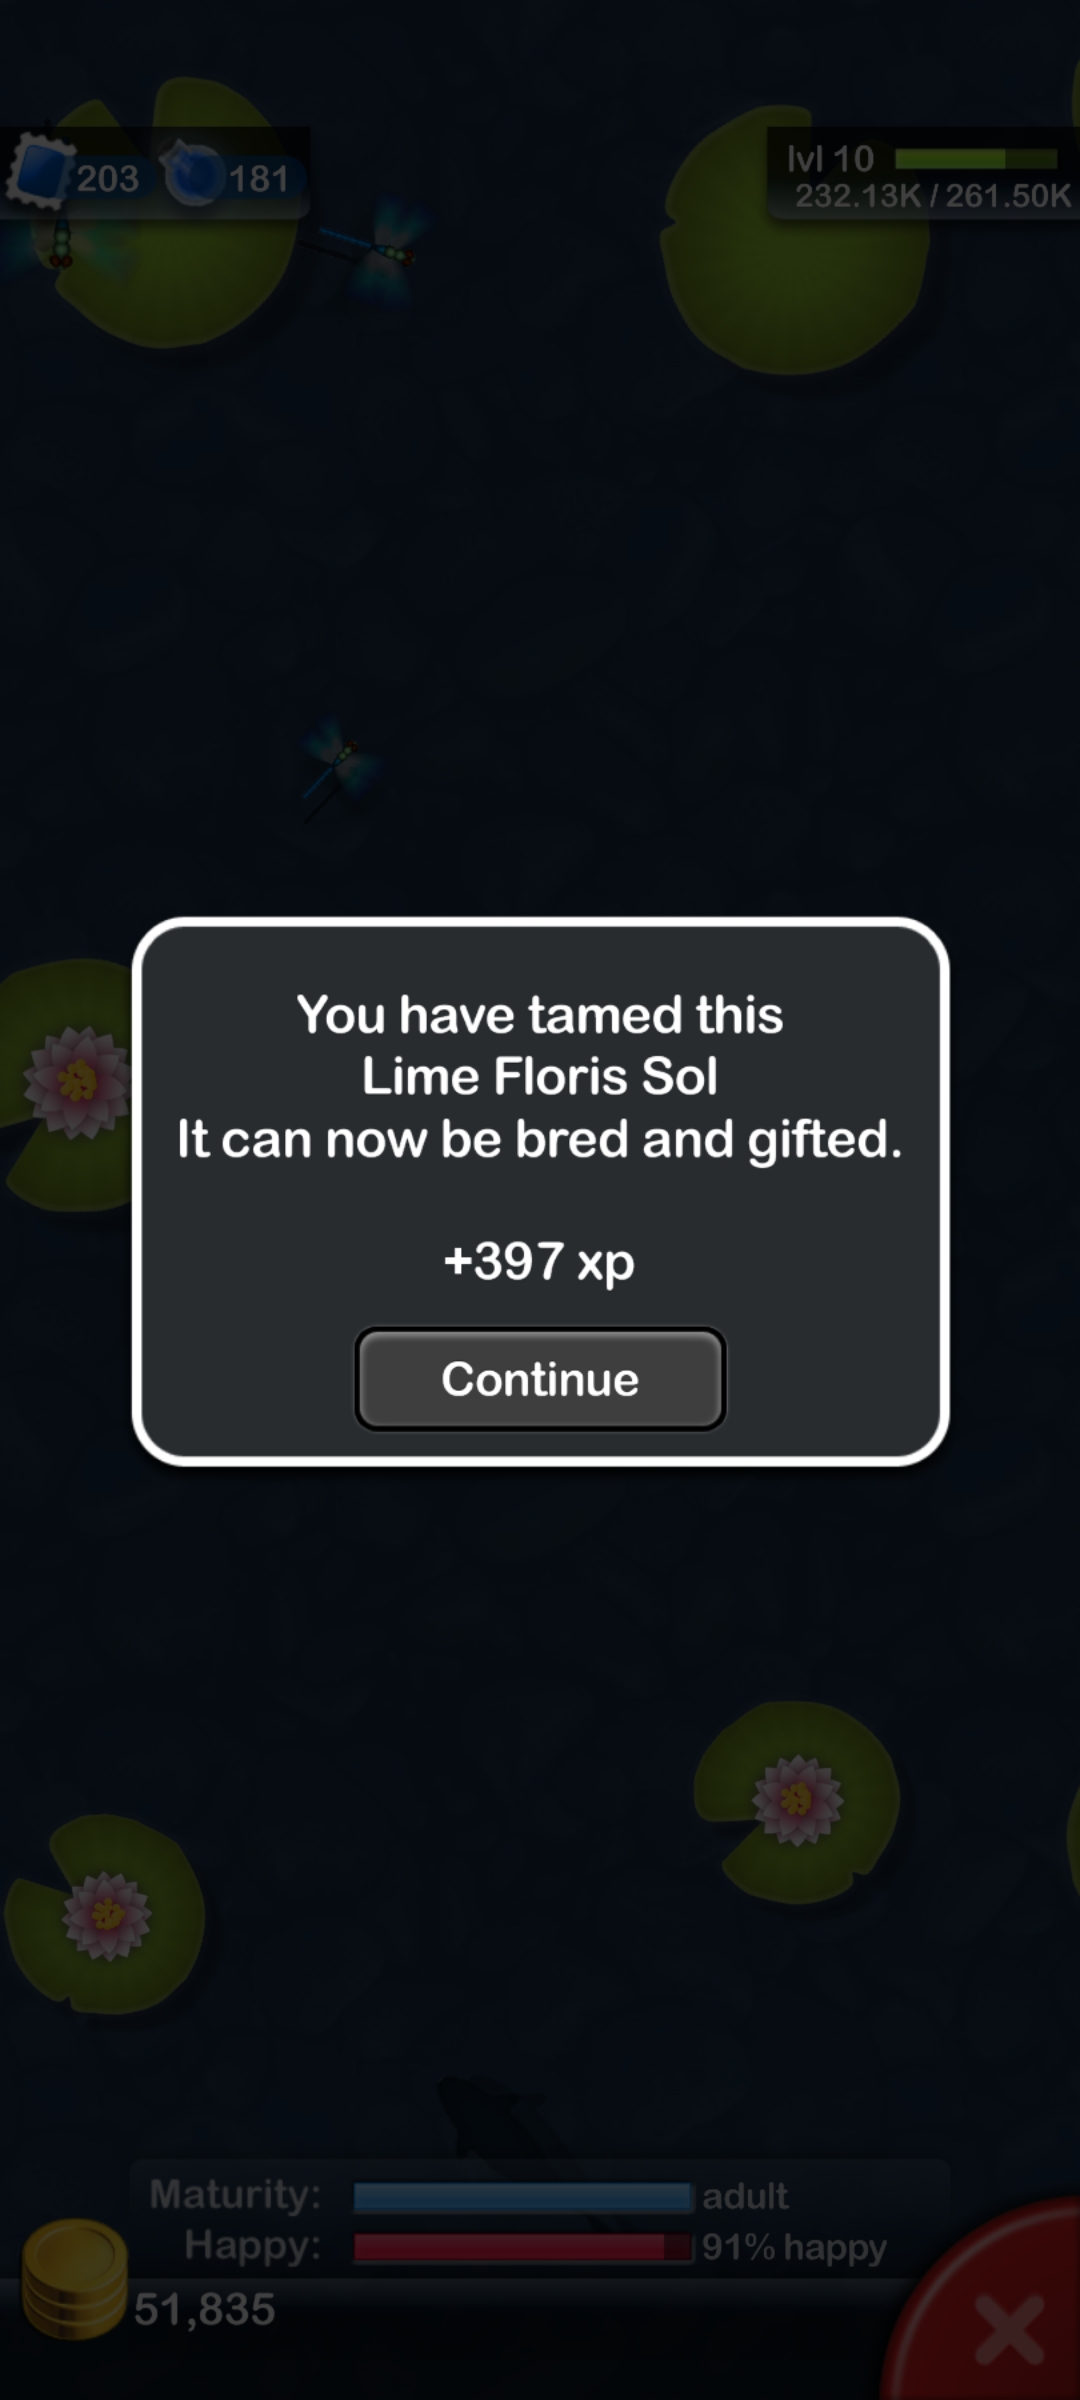 203 181
lvl 10
232.13K / 261.50K
You have tamed this
Lime Floris Sol
It can now be bred and gifted.
+397 xp
Continue
Maturity: adult
Happy: 91% happy
51,835